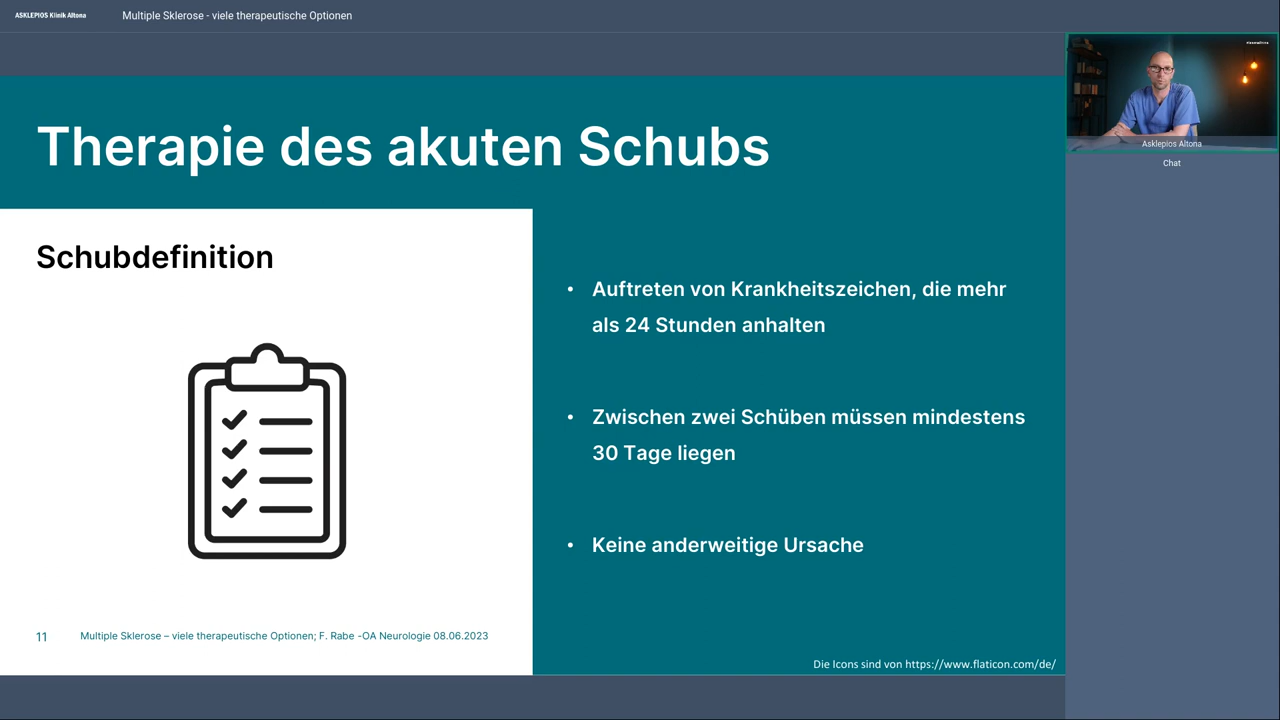 ASKLEPIOS Klinik Altona
Multiple Sklerose - viele therapeutische Optionen
Therapie des akuten Schubs
Schubdefinition
• Auftreten von Krankheitszeichen, die mehr
als 24 Stunden anhalten
• Zwischen zwei Schüben müssen mindestens
30 Tage liegen
• Keine anderweitige Ursache
11
Multiple Sklerose – viele therapeutische Optionen; F. Rabe -OA Neurologie 08.06.2023
Die Icons sind von https://www.flaticon.com/de/
Asklepios Altona
Chat